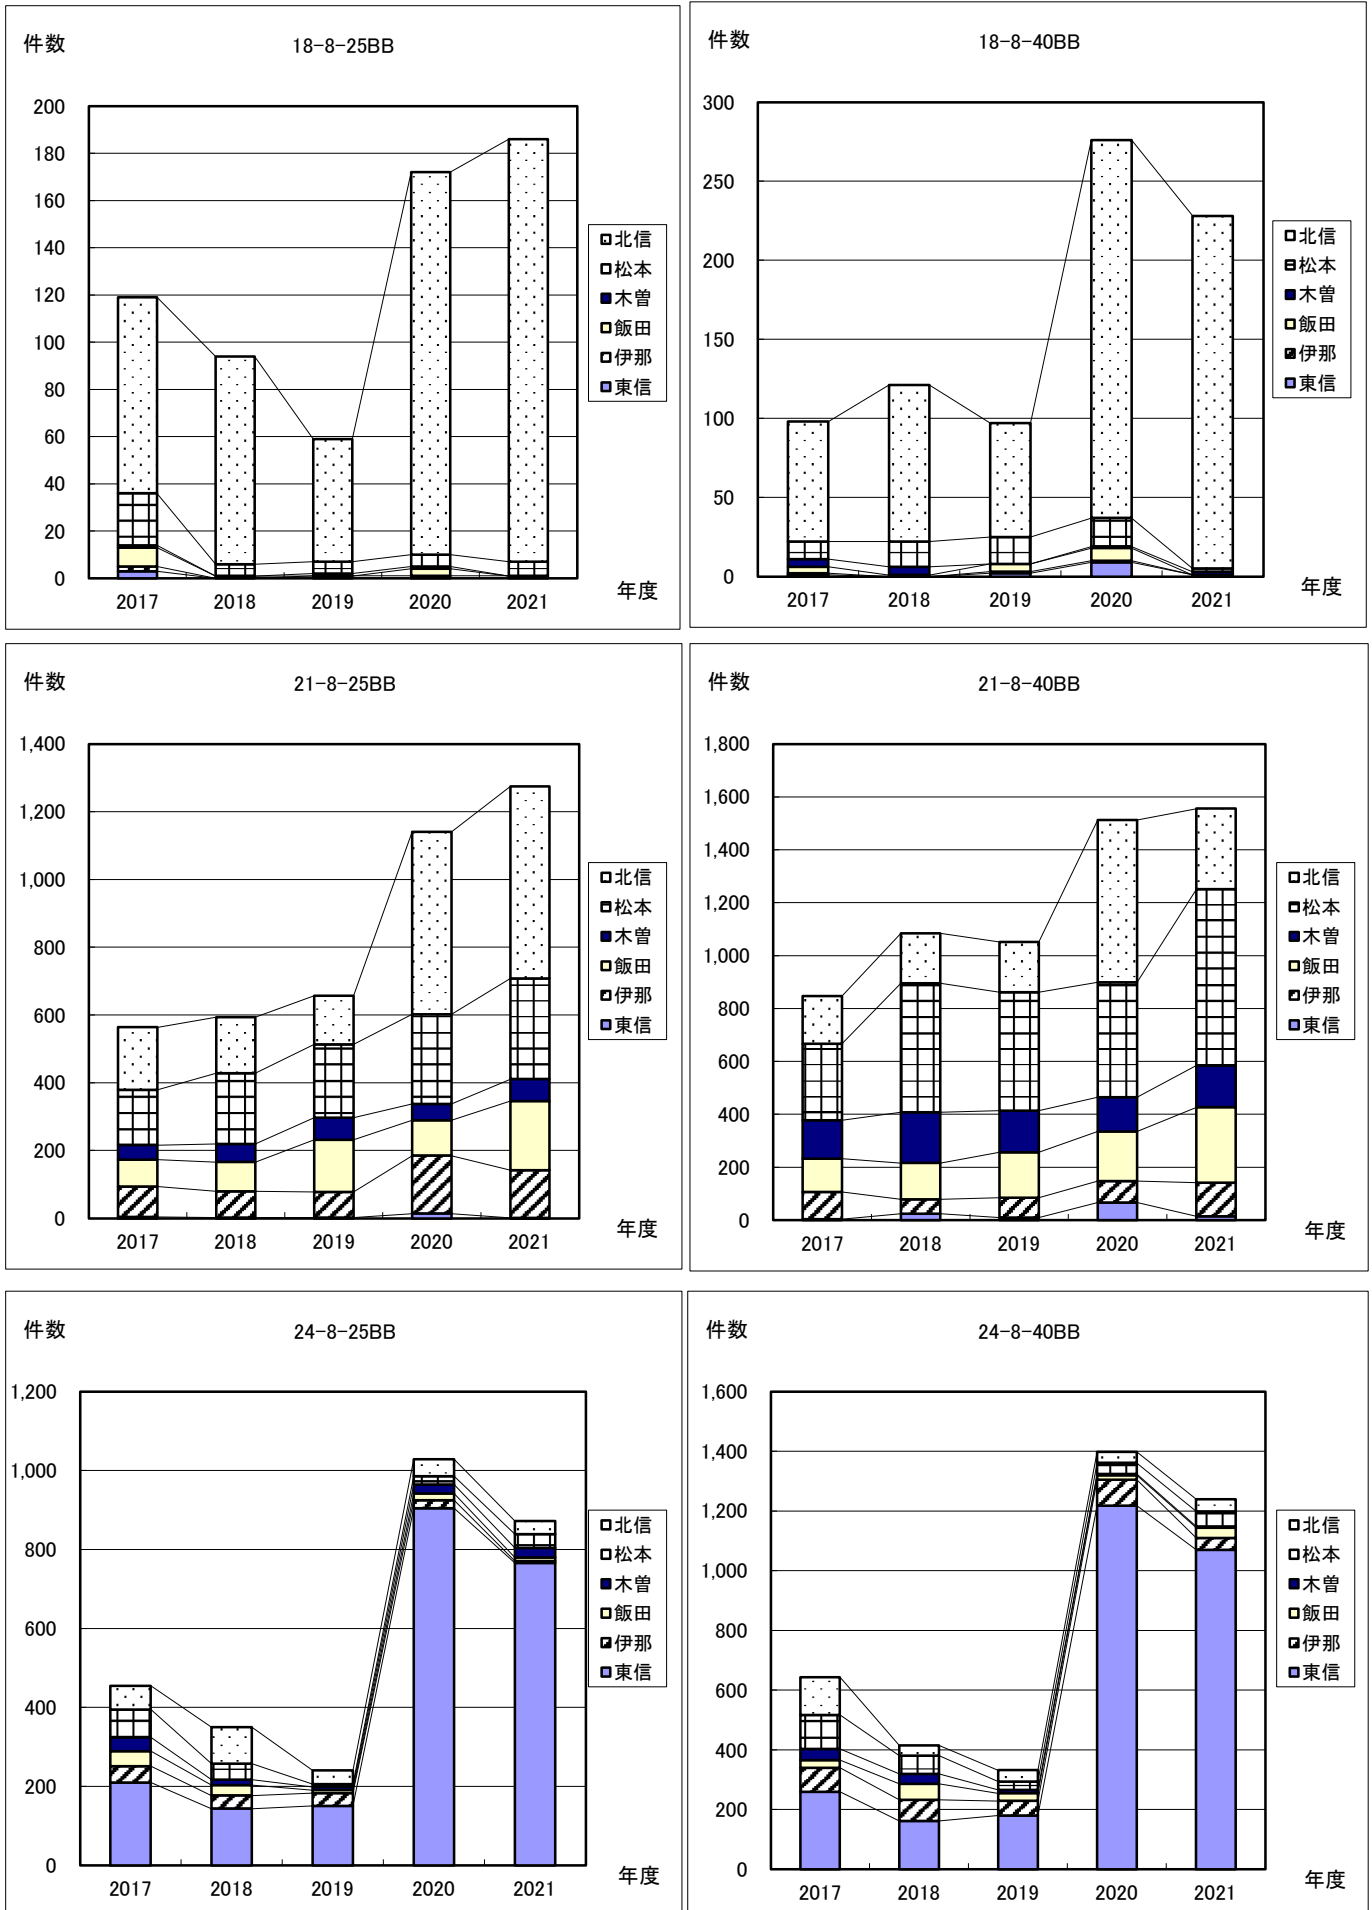 件数
18-8-25BB
200
180
160
140
120
100
80
60
40
20
0
2017 2018 2019 2020 2021
年度
北信
松本
木曽
飯田
伊那
東信
件数
18-8-40BB
300
250
200
150
100
50
0
2017 2018 2019 2020 2021
年度
北信
松本
木曽
飯田
伊那
東信
件数
21-8-25BB
1,400
1,200
1,000
800
600
400
200
0
2017 2018 2019 2020 2021
年度
北信
松本
木曽
飯田
伊那
東信
件数
21-8-40BB
1,800
1,600
1,400
1,200
1,000
800
600
400
200
0
2017 2018 2019 2020 2021
年度
北信
松本
木曽
飯田
伊那
東信
件数
24-8-25BB
1,200
1,000
800
600
400
200
0
2017 2018 2019 2020 2021
年度
北信
松本
木曽
飯田
伊那
東信
件数
24-8-40BB
1,600
1,400
1,200
1,000
800
600
400
200
0
2017 2018 2019 2020 2021
年度
北信
松本
木曽
飯田
伊那
東信